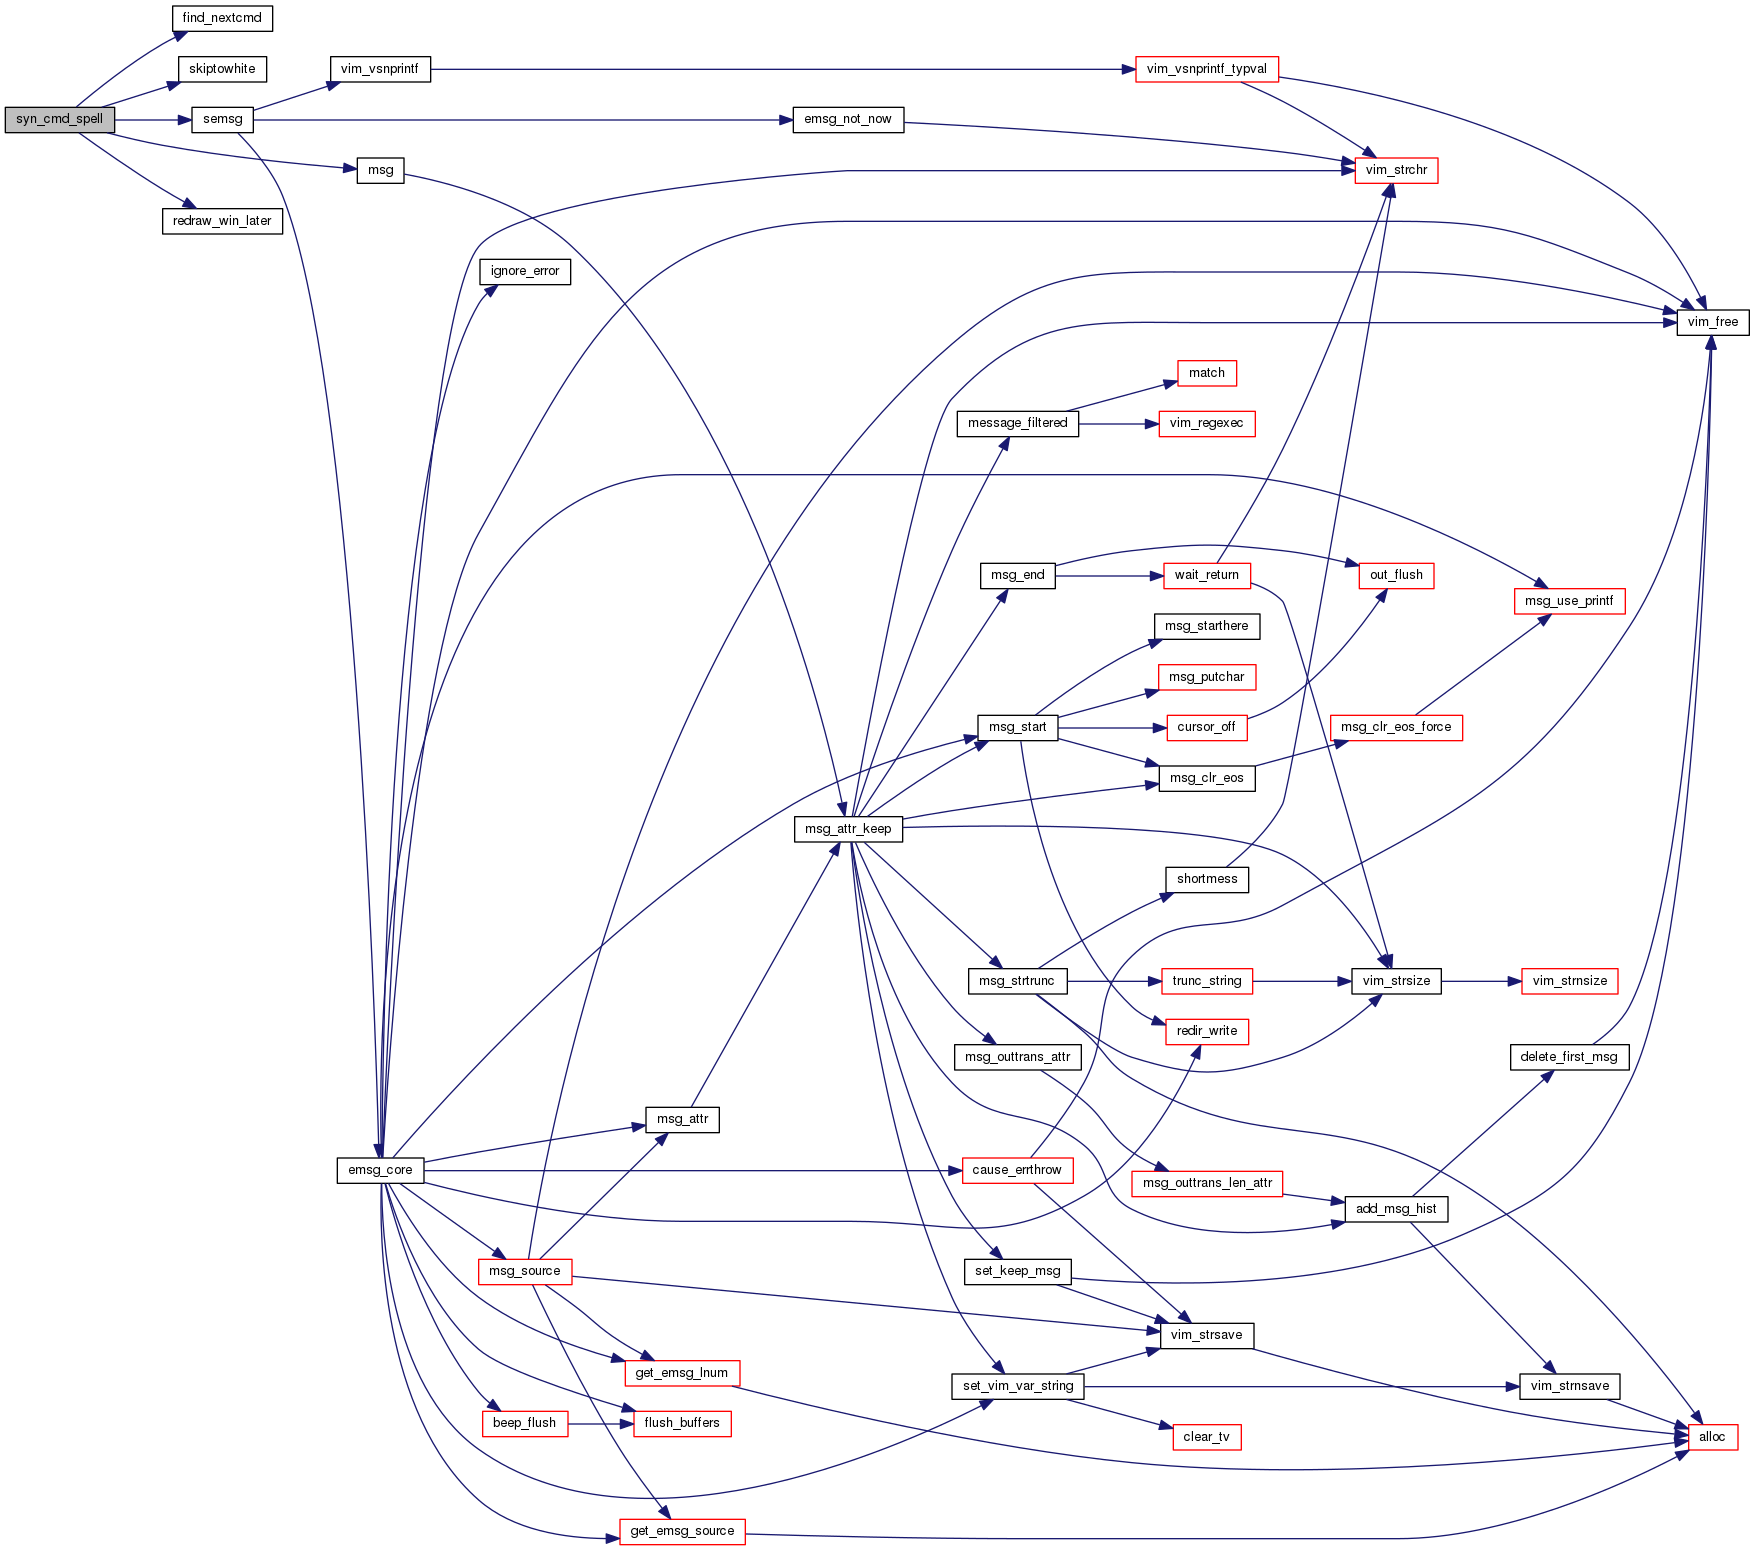 find_nextcmd
skiptowhite
vim_vsnprintf
vim_vsnprintf_typval
syn_cmd_spell
semsg
emsg_not_now
msg
vim_strchr
redraw_win_later
ignore_error
vim_free
match
message_filtered
vim_regexec
msg_end
wait_return
out_flush
msg_use_printf
msg_starthere
msg_putchar
msg_start
cursor_off
msg_clr_eos_force
msg_clr_eos
msg_attr_keep
shortmess
msg_strtrunc
trunc_string
vim_strsize
vim_strnsize
redir_write
msg_outtrans_attr
delete_first_msg
msg_attr
emsg_core
cause_errthrow
msg_outtrans_len_attr
add_msg_hist
msg_source
set_keep_msg
vim_strsave
get_emsg_lnum
set_vim_var_string
vim_strnsave
beep_flush
flush_buffers
clear_tv
alloc
get_emsg_source